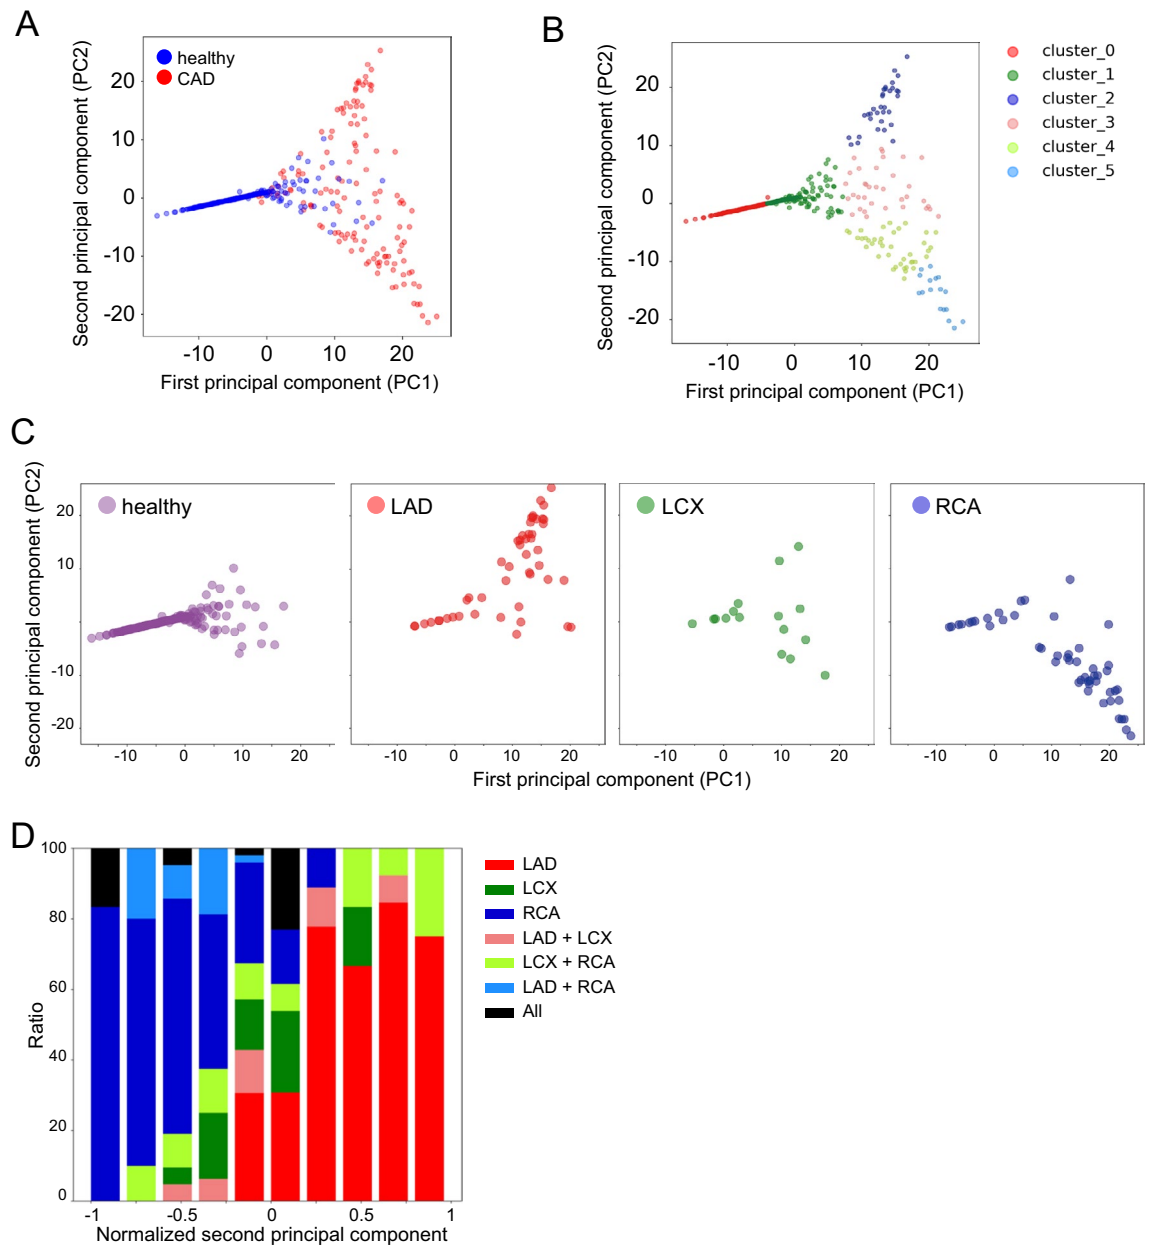 A
Second principal component (PC2)
healthy
CAD
20
10
0
-10
-20
-10 0 10 20
First principal component (PC1)
B
Second principal component (PC2)
20
10
0
-10
-20
-10 0 10 20
First principal component (PC1)
cluster_0
cluster_1
cluster_2
cluster_3
cluster_4
cluster_5
C
Second principal component (PC2)
healthy
LAD
LCX
RCA
20
10
0
-10
-20
-10 0 10 20
-10 0 10 20
-10 0 10 20
-10 0 10 20
First principal component (PC1)
D
Ratio
100
80
60
40
20
0
-1 -0.5 0 0.5 1
Normalized second principal component
LAD
LCX
RCA
LAD + LCX
LCX + RCA
LAD + RCA
All